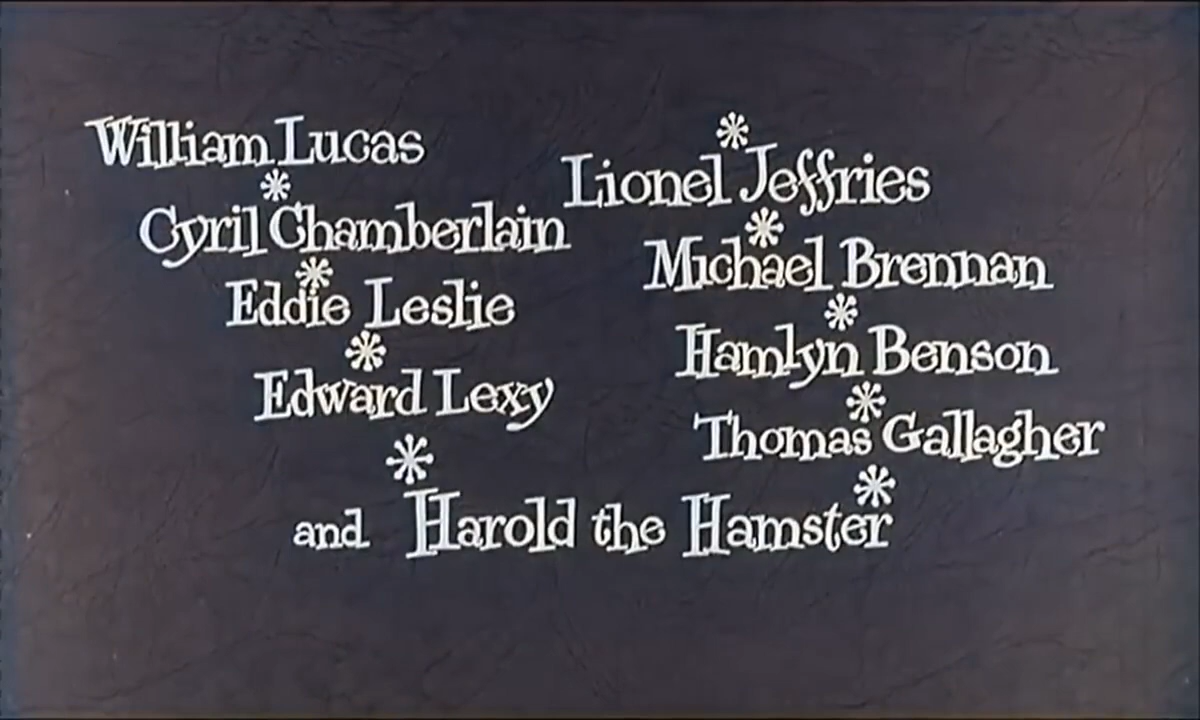 William Lucas
Cyril Chamberlain
Eddie Leslie
Edward Lexy
Lionel Jeffries
Michael Brennan
Hamlyn Benson
Thomas Gallagher
and Harold the Hamster